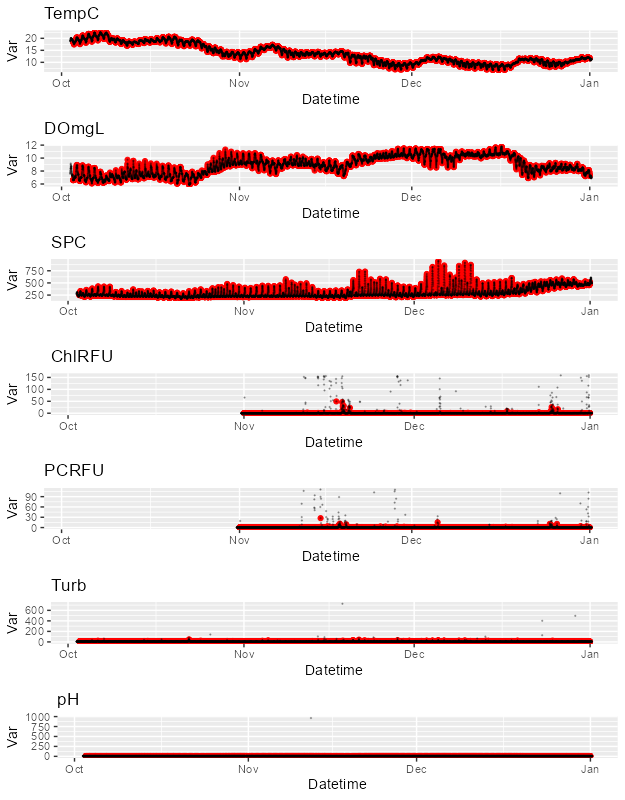 TempC
Var
20
15
10
Oct Nov Dec Jan
Datetime
DOmgL
Var
12
10
8
6
Oct Nov Dec Jan
Datetime
SPC
Var
750
500
250
Oct Nov Dec Jan
Datetime
ChlRFU
Var
150
100
50
0
Oct Nov Dec Jan
Datetime
PCRFU
Var
90
60
30
0
Oct Nov Dec Jan
Datetime
Turb
Var
600
400
200
0
Oct Nov Dec Jan
Datetime
pH
Var
1000
750
500
250
0
Oct Nov Dec Jan
Datetime